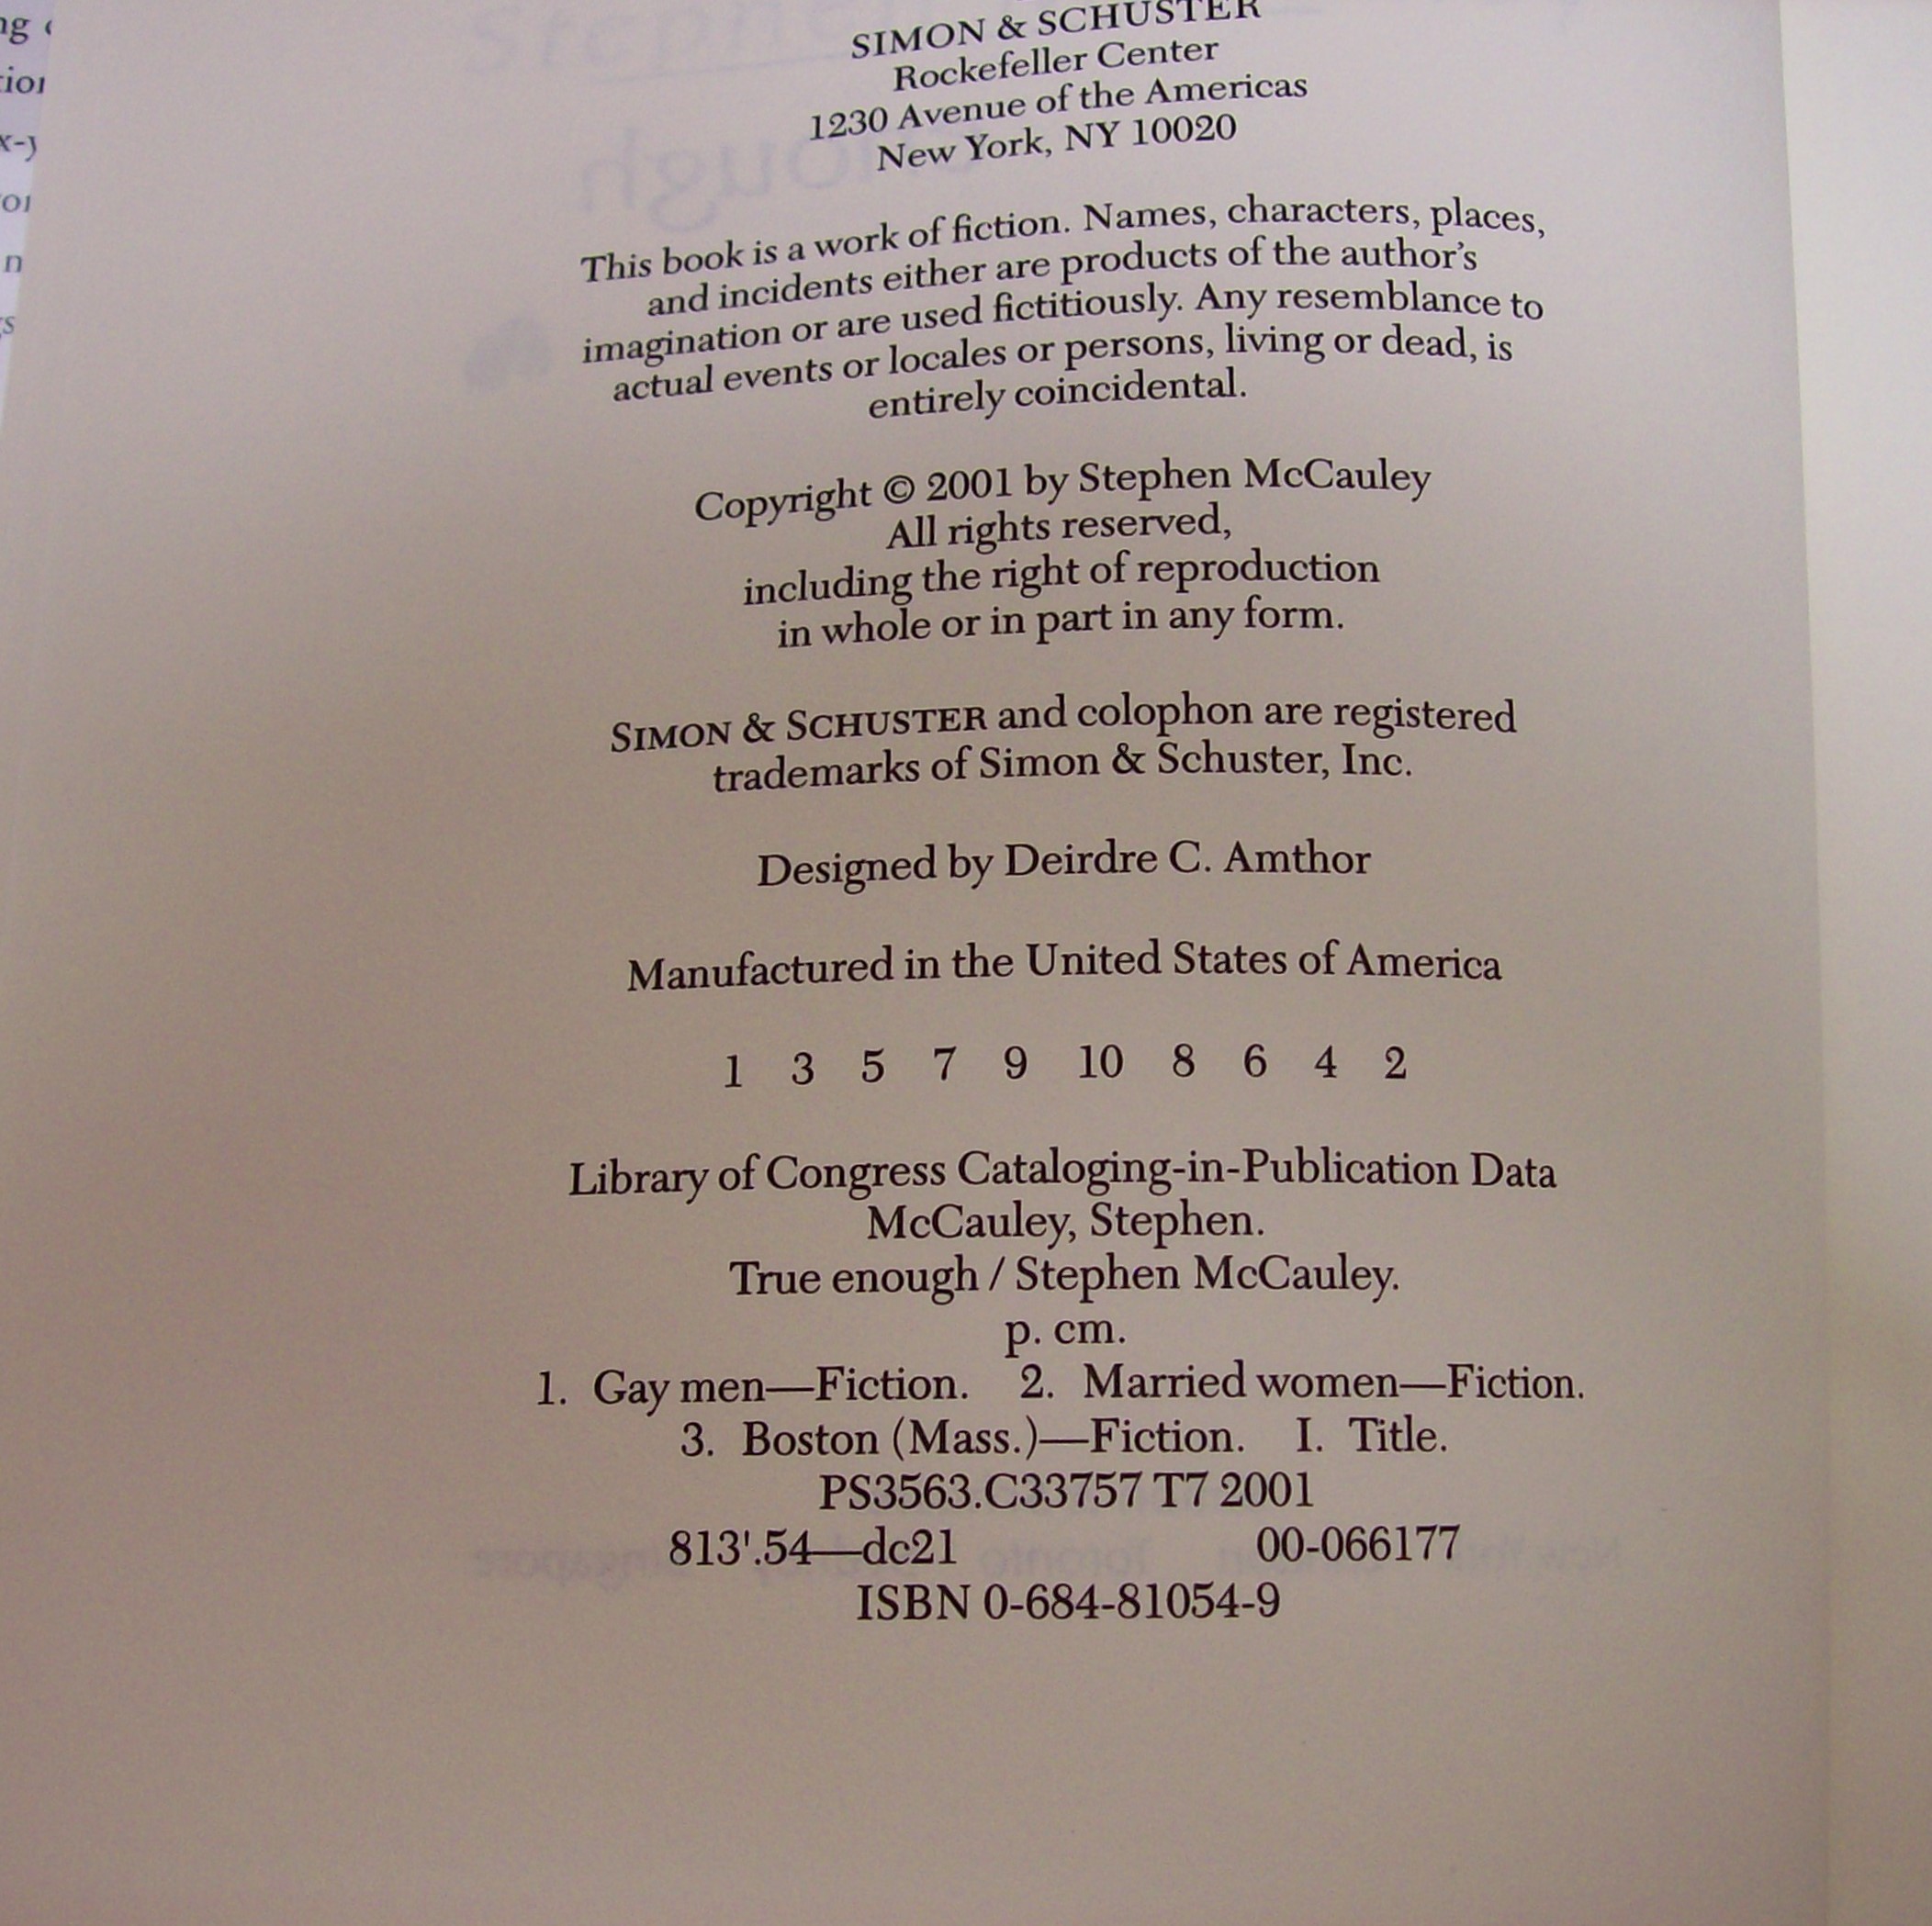 SIMON & SCHUSTER
Rockefeller Center
1230 Avenue of the Americas
New York, NY 10020
This book is a work of fiction. Names, characters, places,
and incidents either are products of the author's
imagination or are used fictitiously. Any resemblance to
actual events or locales or persons, living or dead, is
entirely coincidental.
Copyright © 2001 by Stephen McCauley
All rights reserved,
including the right of reproduction
in whole or in part in any form.
SIMON & SCHUSTER and colophon are registered
trademarks of Simon & Schuster, Inc.
Designed by Deirdre C. Amthor
Manufactured in the United States of America
1 3 5 7 9 10 8 6 4 2
Library of Congress Cataloging-in-Publication Data
McCauley, Stephen.
True enough / Stephen McCauley.
p. cm.
1. Gay men—Fiction. 2. Married women—Fiction.
3. Boston (Mass.)—Fiction. I. Title.
PS3563.C33757 T7 2001
813'.54—dc21 00-066177
ISBN 0-684-81054-9